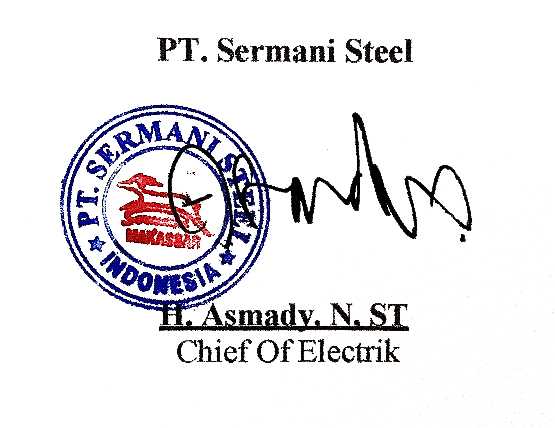 PT. Sermani Steel
PT. SERMANI STEEL
MAKASSAR
INDONESIA
H. Asmady. N, ST
Chief Of Electrik